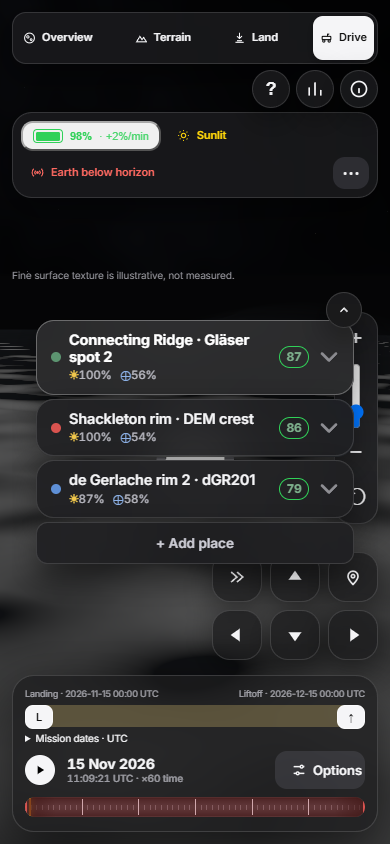 Overview Terrain Land Drive
?
98% · +2%/min Sunlit
Earth below horizon
Fine surface texture is illustrative, not measured.
Connecting Ridge · Gläser
spot 2
100% 56%
87
+
Shackleton rim · DEM crest
100% 54%
86
−
de Gerlache rim 2 · dGR201
87% 58%
79
+ Add place
Landing · 2026-11-15 00:00 UTC Liftoff · 2026-12-15 00:00 UTC
L ↑
Mission dates · UTC
15 Nov 2026
11:09:21 UTC · ×60 time
Options